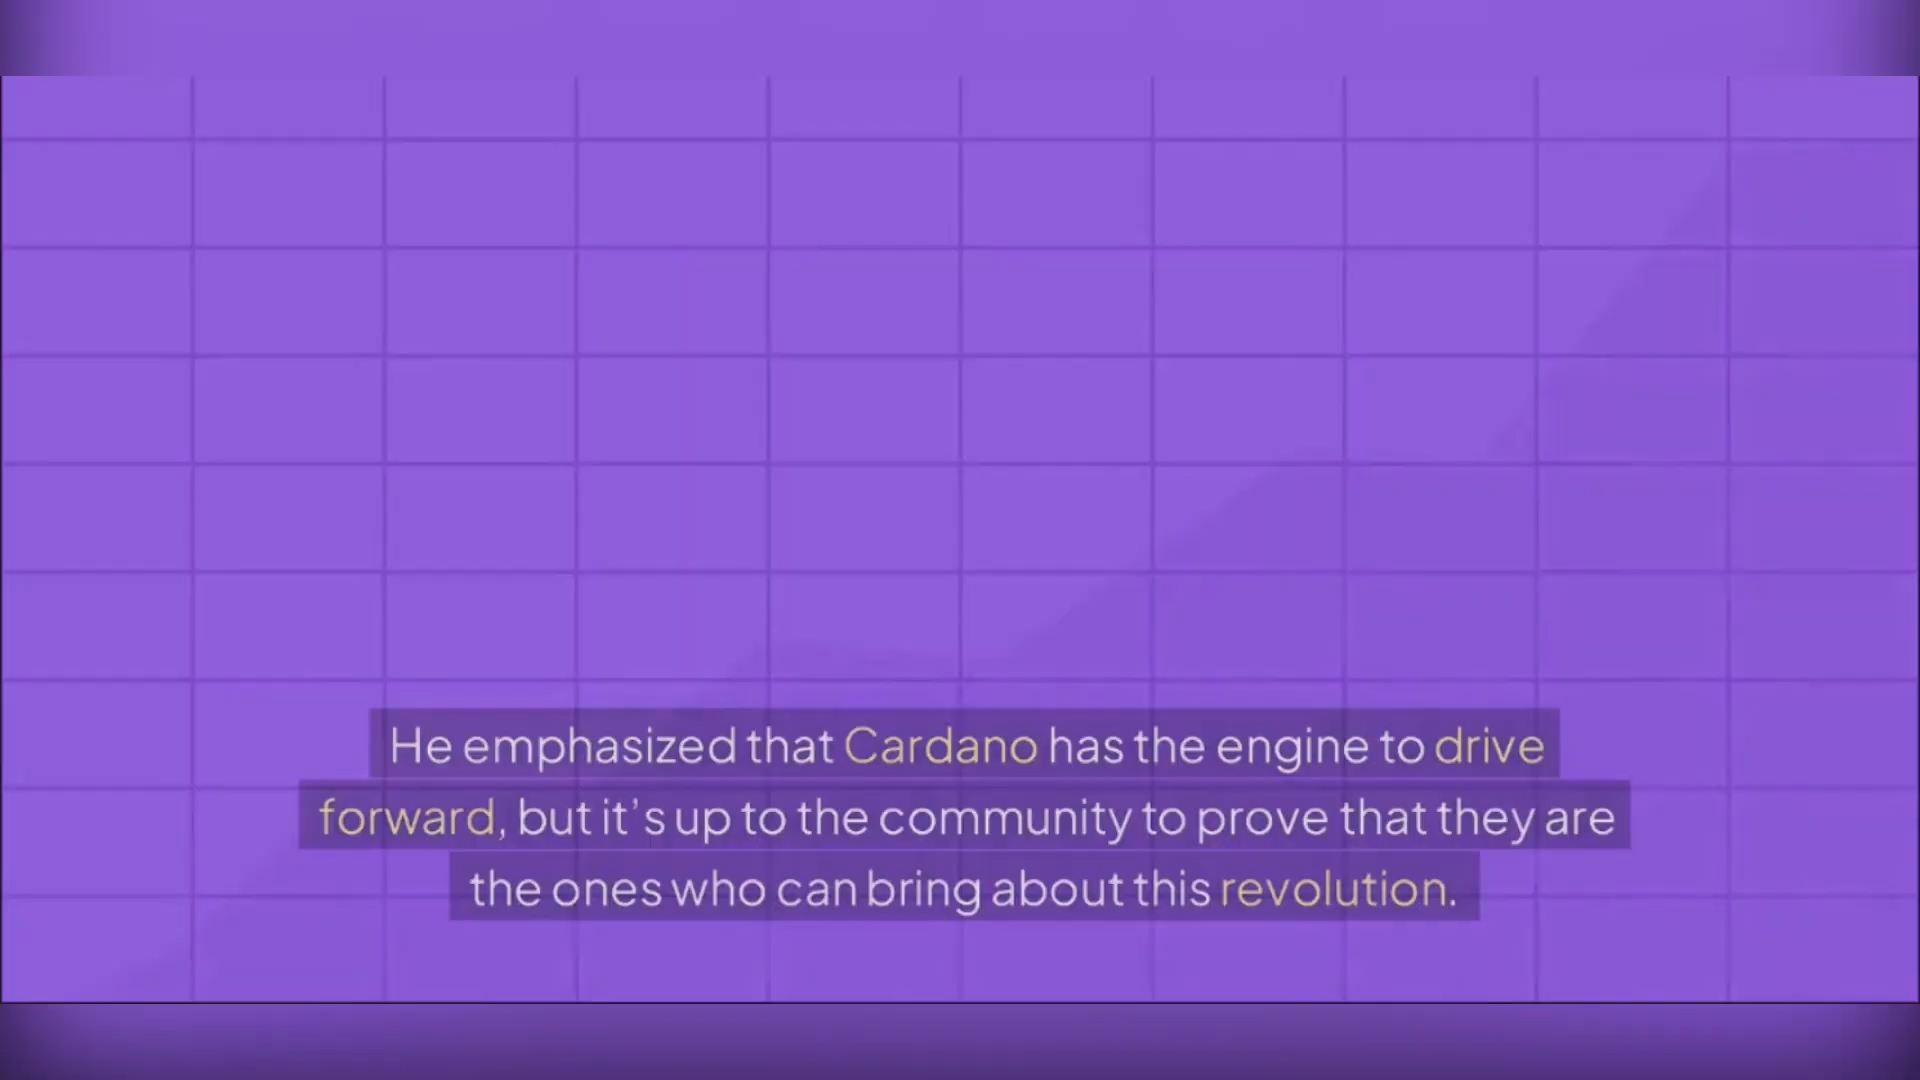 He emphasized that Cardano has the engine to drive
forward, but it’s up to the community to prove that they are
the ones who can bring about this revolution.